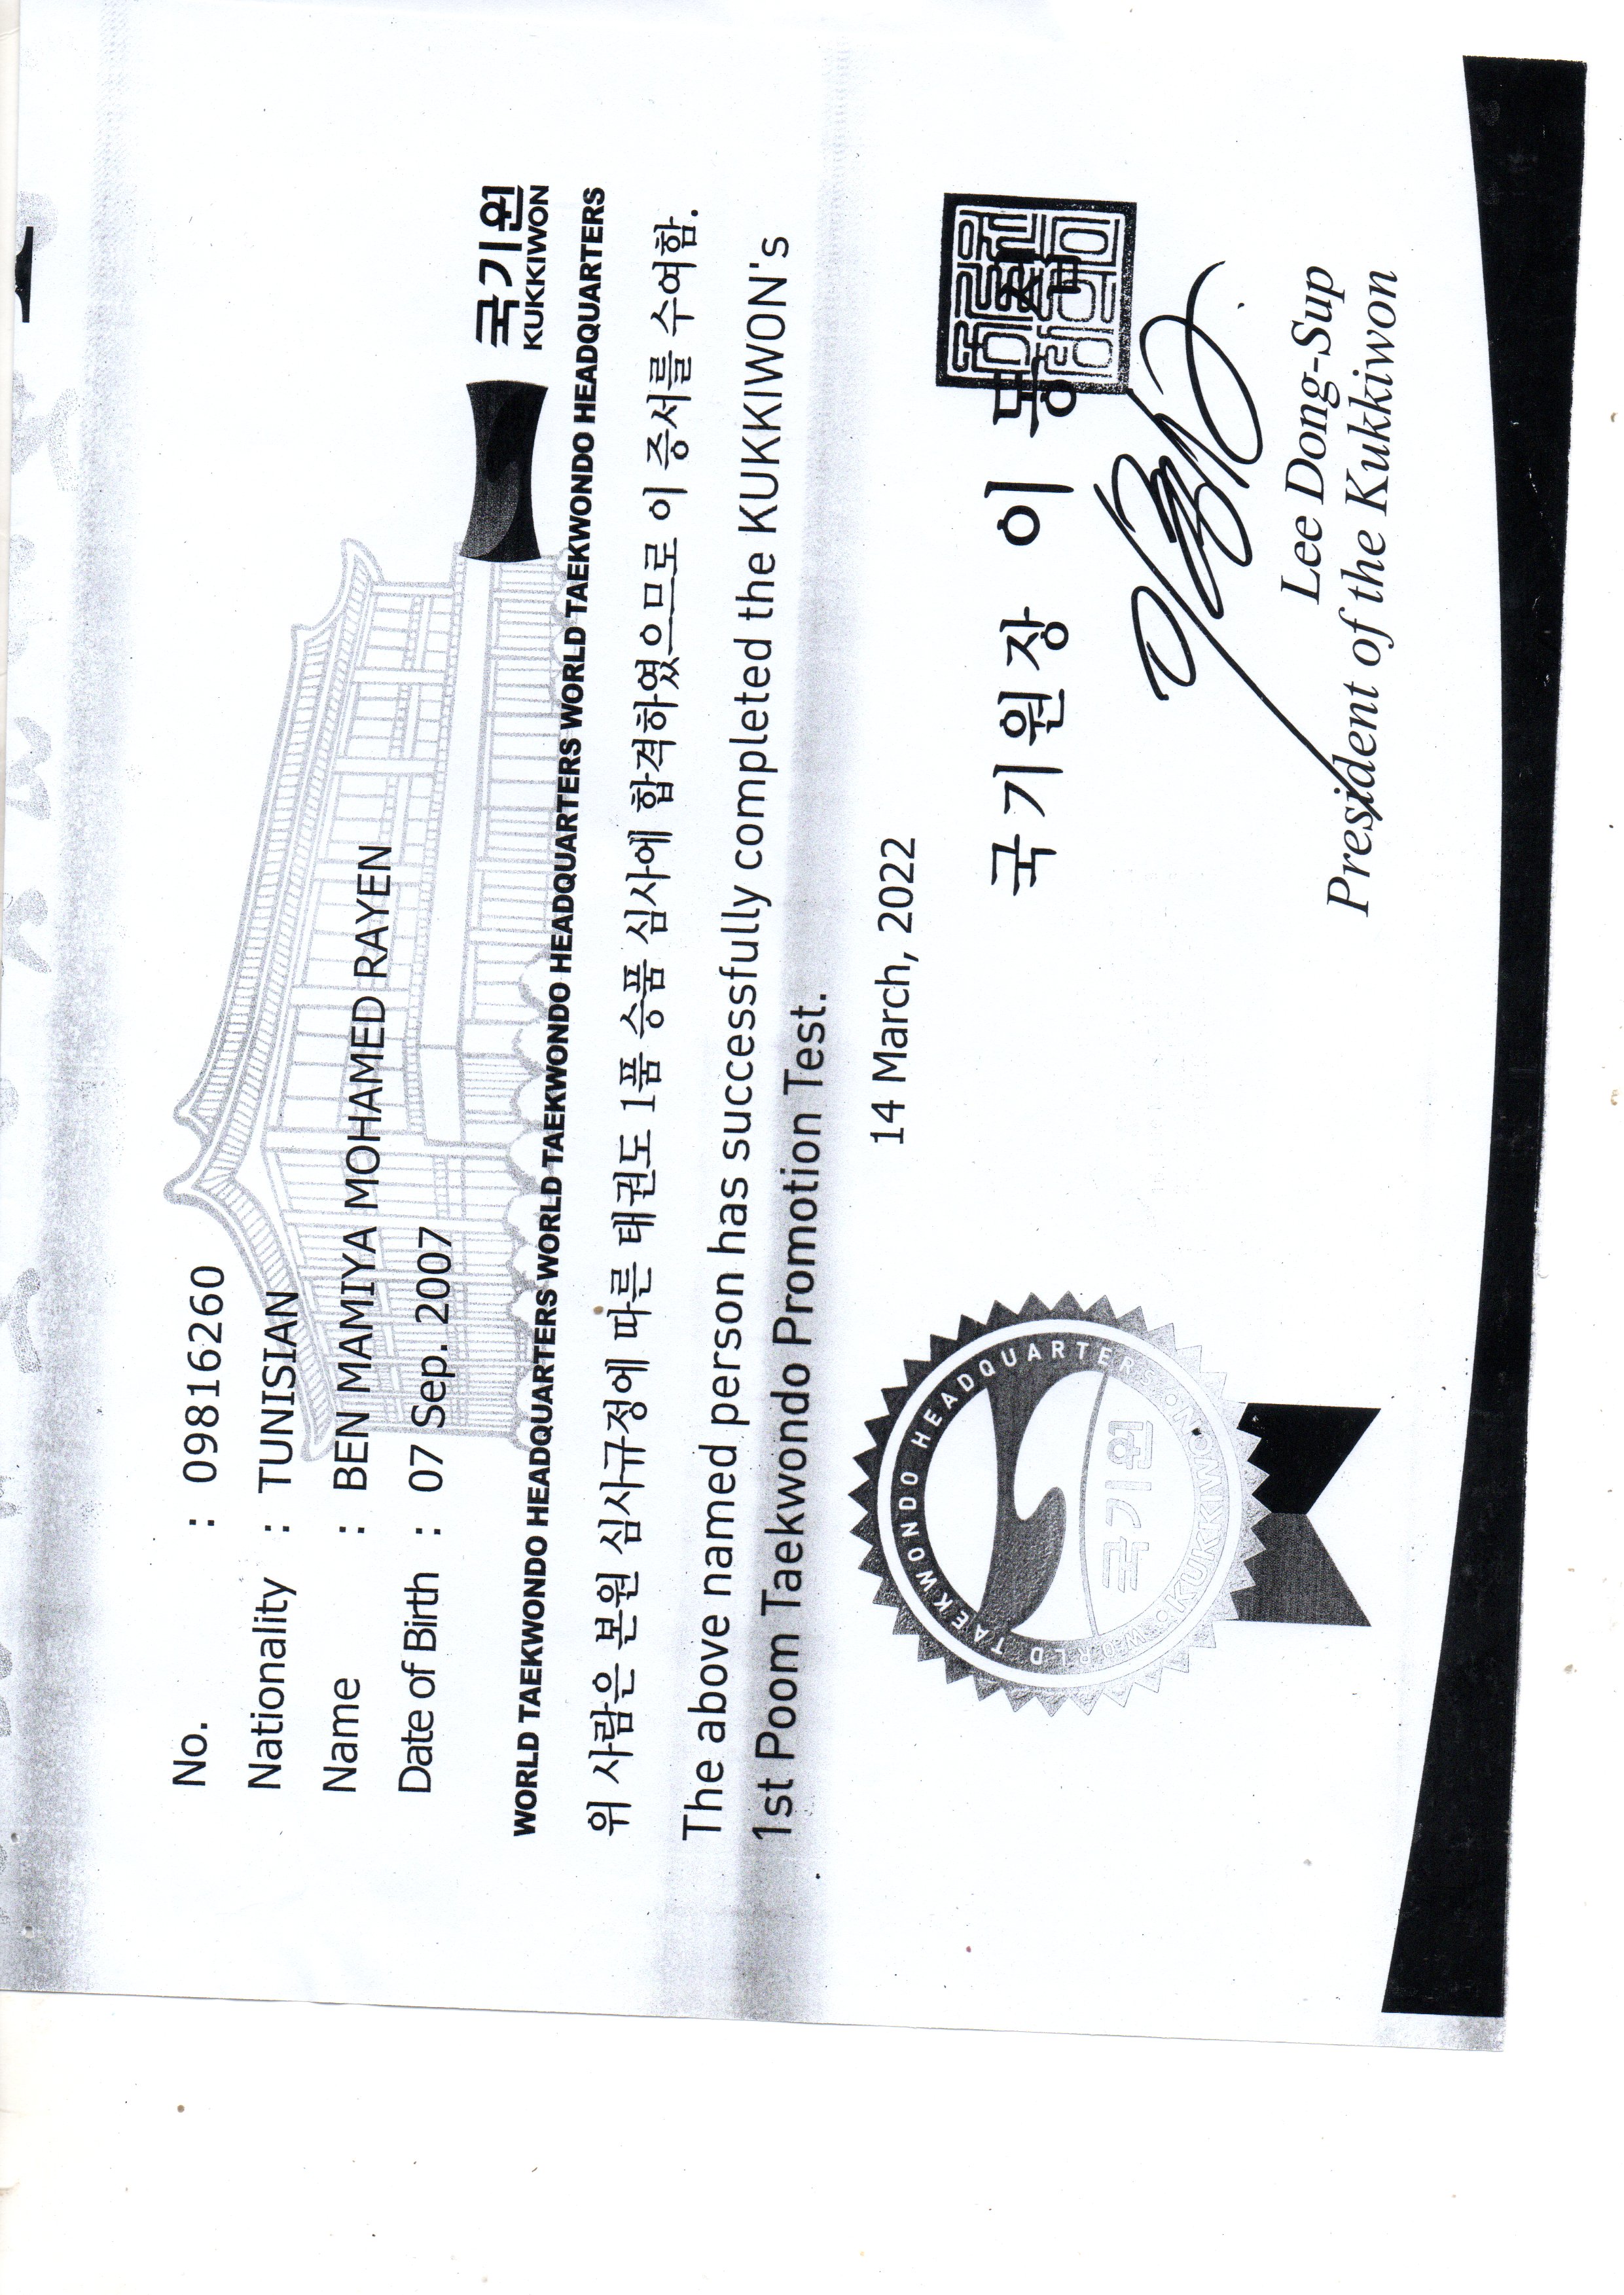 No. : 09816260
Nationality : TUNISIAN
Name : BEN MAMIYA MOHAMED RAYEN
Date of Birth : 07 Sep. 2007
국기원
KUKKIWON
WORLD TAEKWONDO HEADQUARTERS WORLD TAEKWONDO HEADQUARTERS WORLD TAEKWONDO HEADQUARTERS WORLD TAEKWONDO HEADQUARTERS
위 사람은 본원 심사규정에 따른 태권도 1품 승품 심사에 합격하였으므로 이 증서를 수여함.
The above named person has successfully completed the KUKKIWON's
1st Poom Taekwondo Promotion Test.
14 March, 2022
국기원장 이 동 섭
Lee Dong-Sup
President of the Kukkiwon
WORLD TAEKWONDO HEADQUARTERS
국기원
KUKKIWON